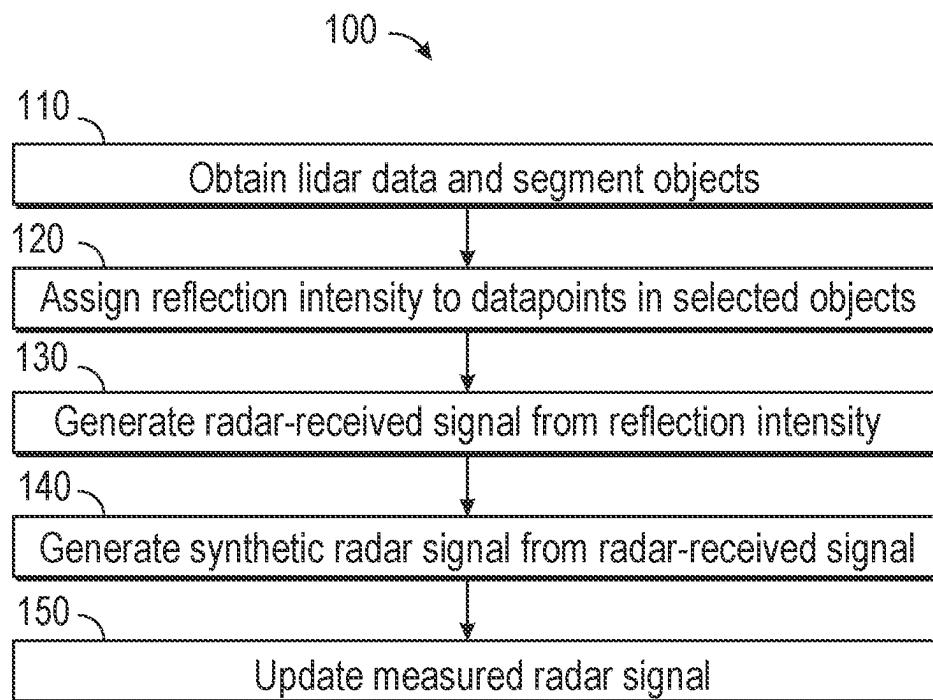 100
110
Obtain lidar data and segment objects
120
Assign reflection intensity to datapoints in selected objects
130
Generate radar-received signal from reflection intensity
140
Generate synthetic radar signal from radar-received signal
150
Update measured radar signal